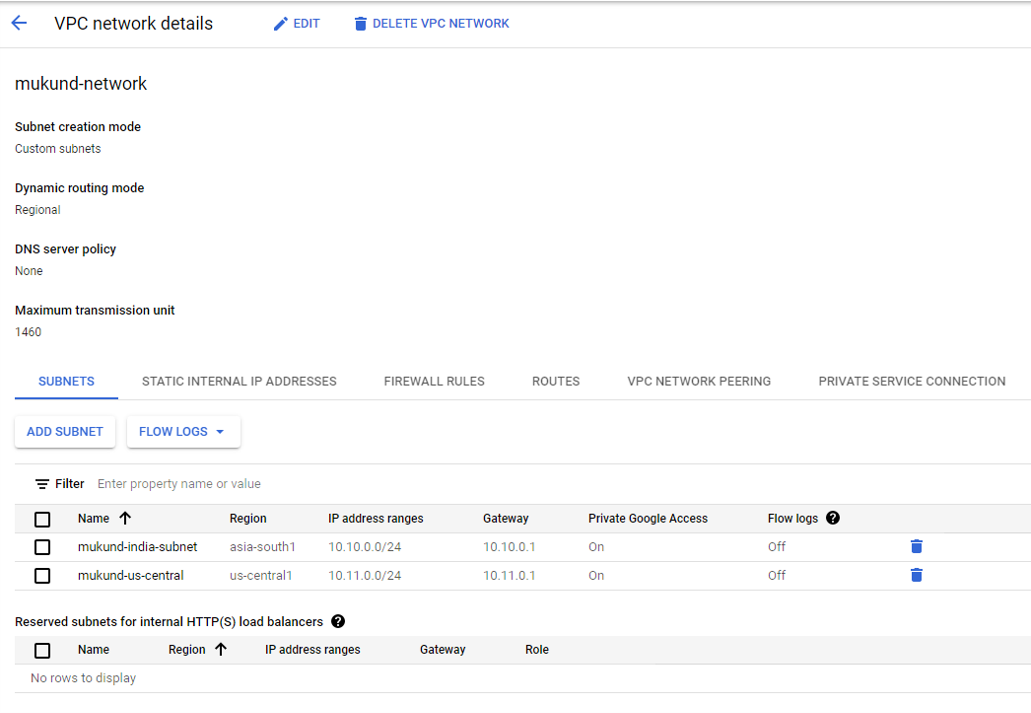 VPC network details EDIT DELETE VPC NETWORK
mukund-network
Subnet creation mode
Custom subnets
Dynamic routing mode
Regional
DNS server policy
None
Maximum transmission unit
1460
SUBNETS STATIC INTERNAL IP ADDRESSES FIREWALL RULES ROUTES VPC NETWORK PEERING PRIVATE SERVICE CONNECTION
ADD SUBNET FLOW LOGS
Filter Enter property name or value
Name Region IP address ranges Gateway Private Google Access Flow logs ?
mukund-india-subnet asia-south1 10.10.0.0/24 10.10.0.1 On Off
mukund-us-central us-central1 10.11.0.0/24 10.11.0.1 On Off
Reserved subnets for internal HTTP(S) load balancers ?
Name Region IP address ranges Gateway Role
No rows to display